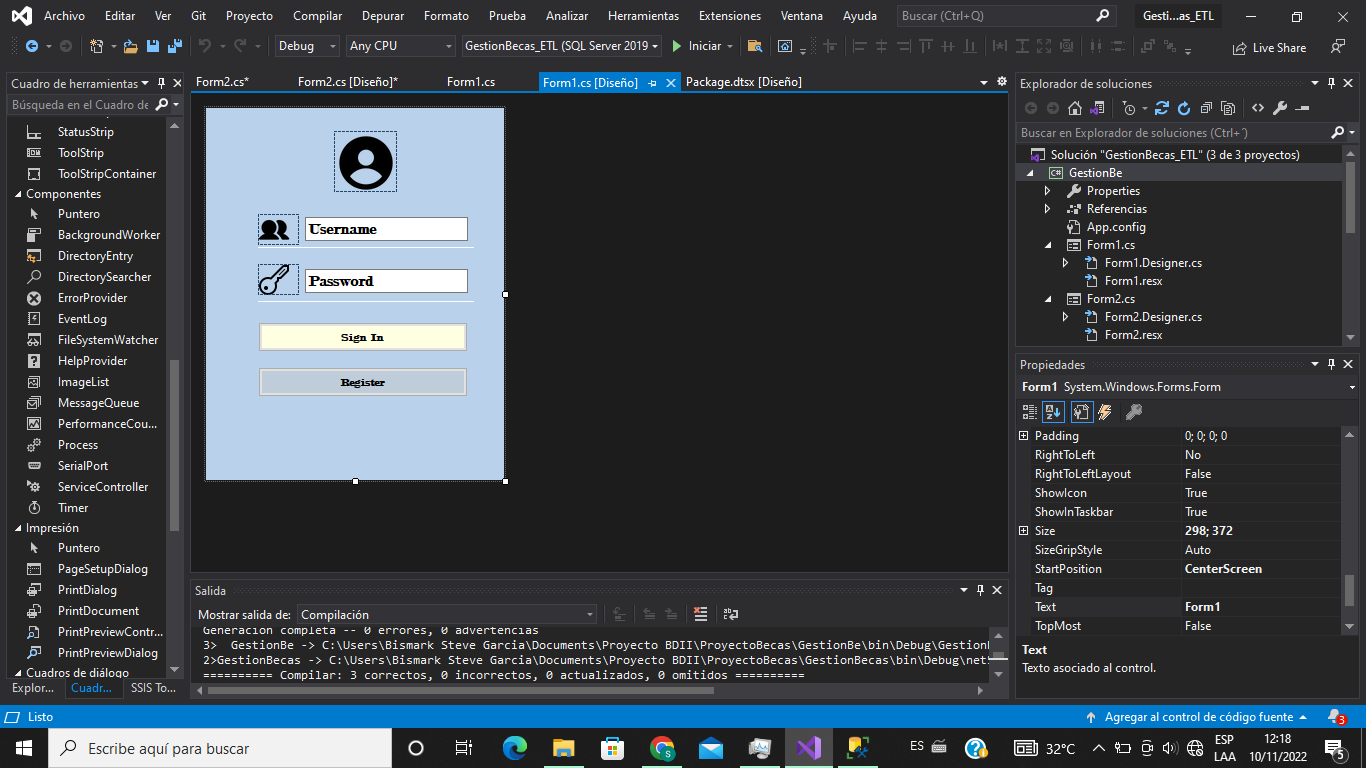 Archivo Editar Ver Git Proyecto Compilar Depurar Formato Prueba Analizar Herramientas Extensiones Ventana Ayuda Buscar (Ctrl+Q) Gesti...as_ETL
Debug Any CPU GestionBecas_ETL (SQL Server 2019 Iniciar Live Share
Cuadro de herramientas
Búsqueda en el Cuadro de
StatusStrip
ToolStrip
ToolStripContainer
Componentes
Puntero
BackgroundWorker
DirectoryEntry
DirectorySearcher
ErrorProvider
EventLog
FileSystemWatcher
HelpProvider
ImageList
MessageQueue
PerformanceCou...
Process
SerialPort
ServiceController
Timer
Impresión
Puntero
PageSetupDialog
PrintDialog
PrintDocument
PrintPreviewContr...
PrintPreviewDialog
Cuadros de diálogo
Explor... Cuadr... SSIS To...
Form2.cs* Form2.cs [Diseño]* Form1.cs Form1.cs [Diseño] Package.dtsx [Diseño]
Username
Password
Sign In
Register
Salida
Mostrar salida de: Compilación
Generación completa -- 0 errores, 0 advertencias
3> GestionBe -> C:\Users\Bismark Steve Garcia\Documents\Proyecto BDII\ProyectoBecas\GestionBe\bin\Debug\Gestion
2>GestionBecas -> C:\Users\Bismark Steve Garcia\Documents\Proyecto BDII\ProyectoBecas\GestionBecas\bin\Debug\net
========== Compilar: 3 correctos, 0 incorrectos, 0 actualizados, 0 omitidos ==========
Explorador de soluciones
Buscar en Explorador de soluciones (Ctrl+´)
Solución "GestionBecas_ETL" (3 de 3 proyectos)
C# GestionBe
Properties
Referencias
App.config
Form1.cs
Form1.Designer.cs
Form1.resx
Form2.cs
Form2.Designer.cs
Form2.resx
Propiedades
Form1 System.Windows.Forms.Form
Padding 0; 0; 0; 0
RightToLeft No
RightToLeftLayout False
ShowIcon True
ShowInTaskbar True
Size 298; 372
SizeGripStyle Auto
StartPosition CenterScreen
Tag
Text Form1
TopMost False
Text
Texto asociado al control.
Listo Agregar al control de código fuente 3
Escribe aquí para buscar S ES 32°C ESP LAA 12:18 10/11/2022 5